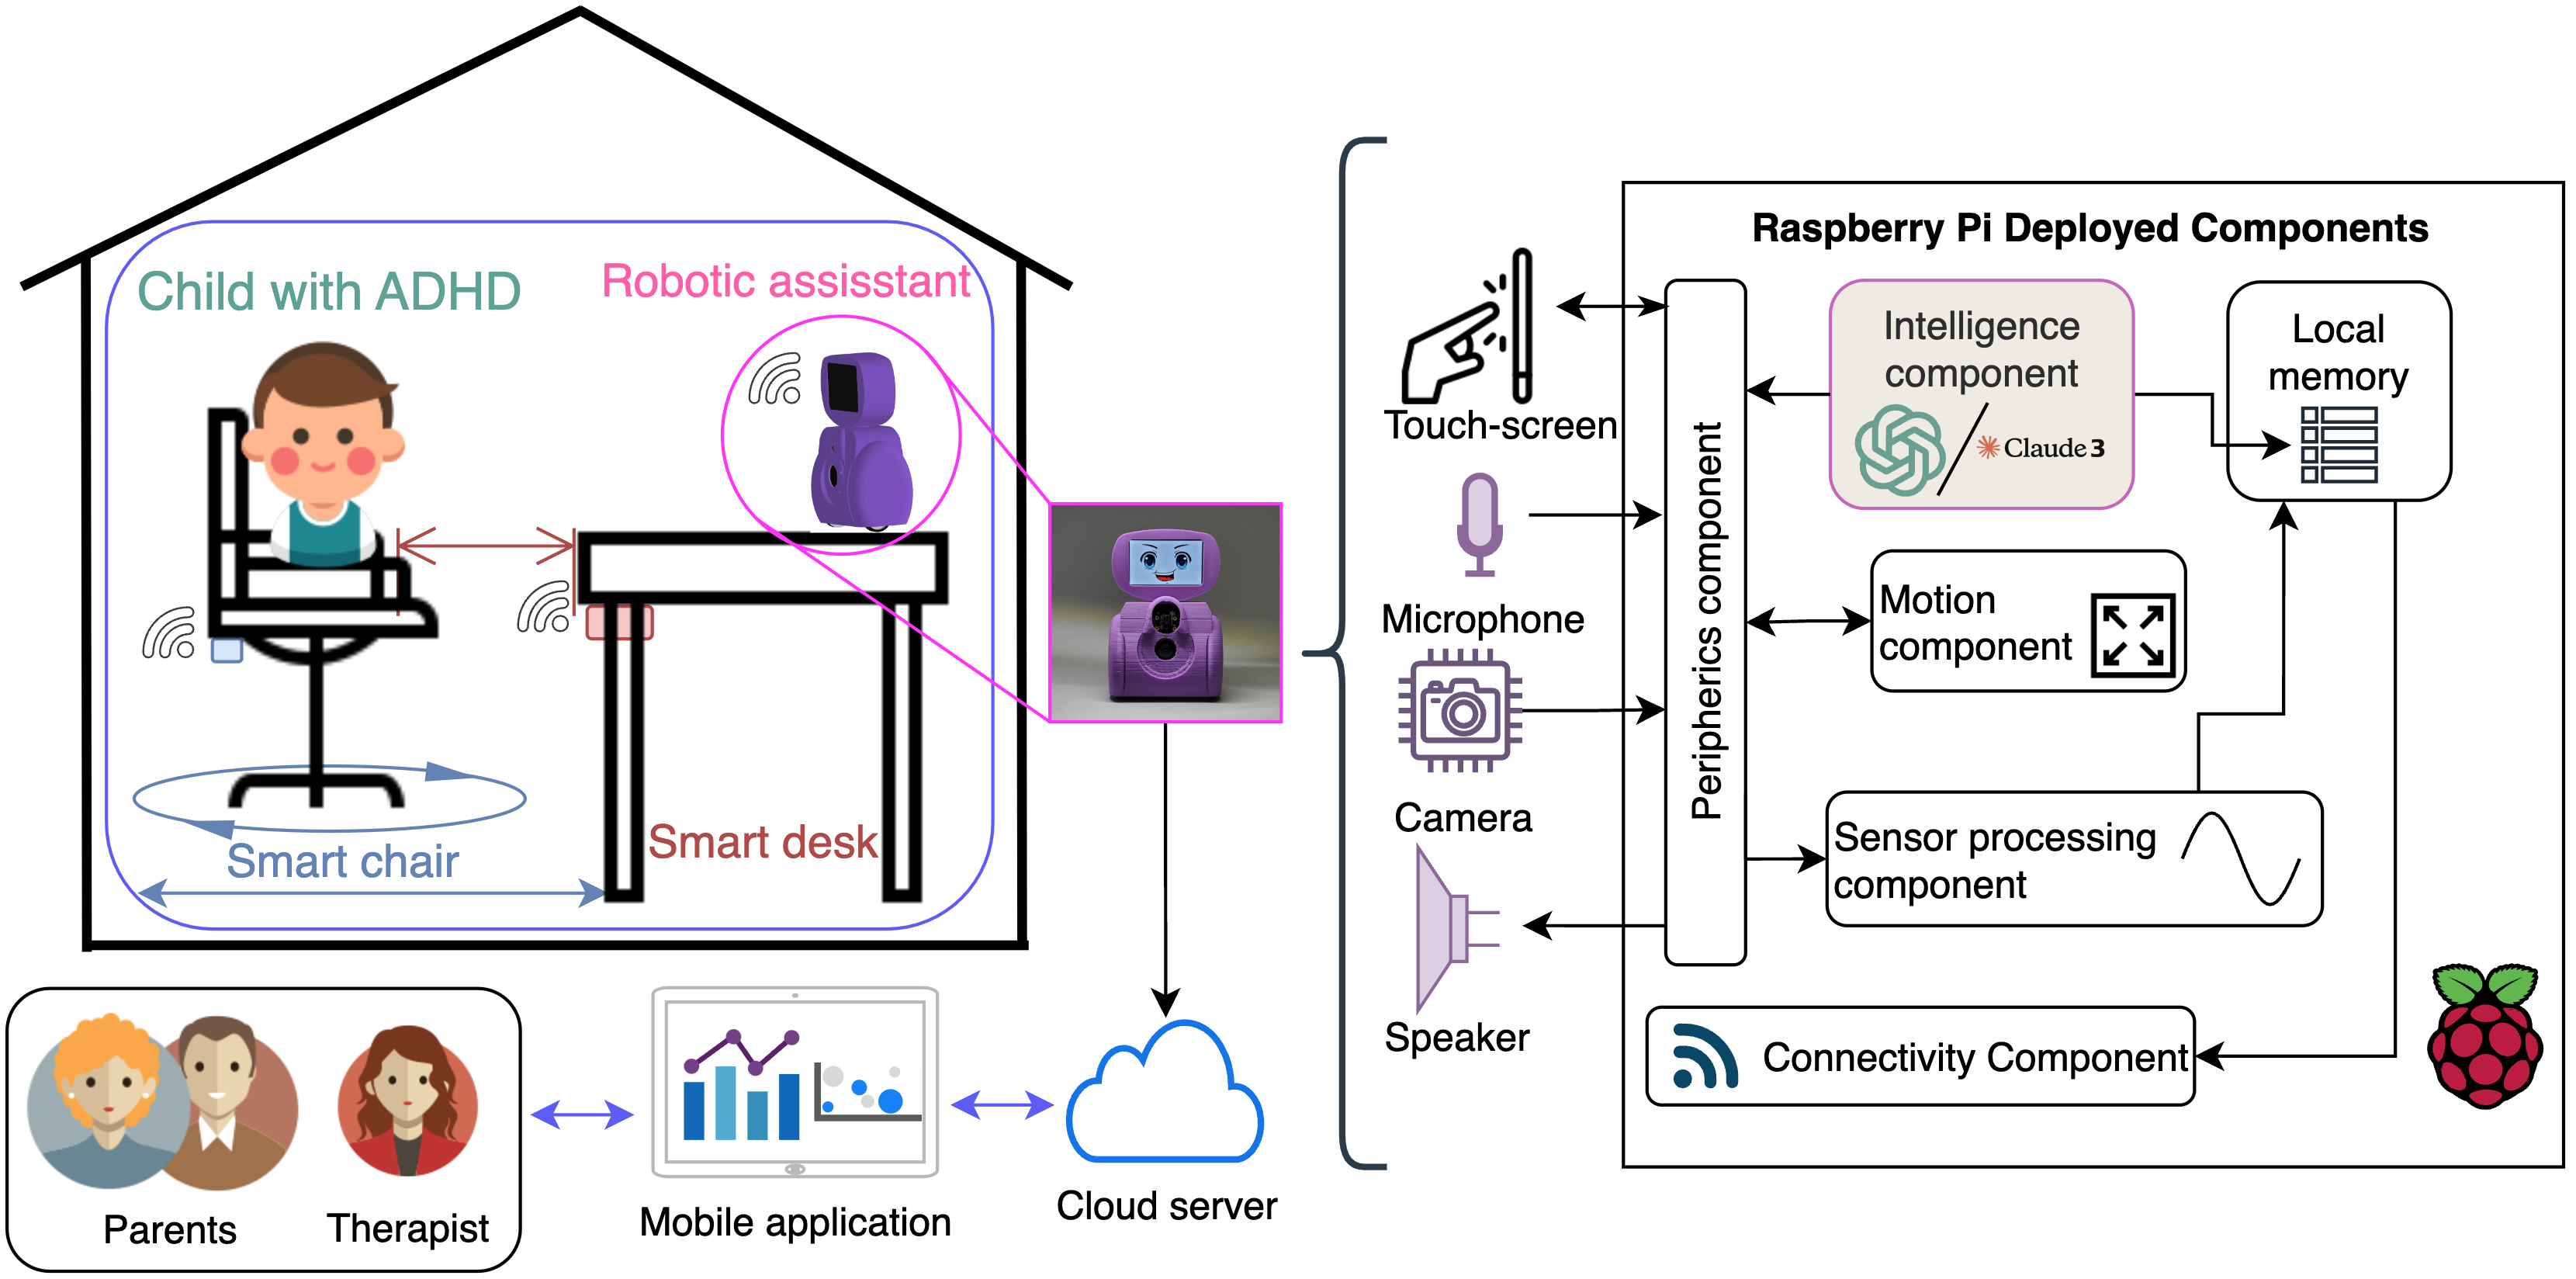 Child with ADHD
Robotic assisstant
Smart chair
Smart desk
Parents
Therapist
Mobile application
Cloud server
Touch-screen
Microphone
Camera
Speaker
Raspberry Pi Deployed Components
Peripherics component
Intelligence
component
Claude 3
Local
memory
Motion
component
Sensor processing
component
Connectivity Component